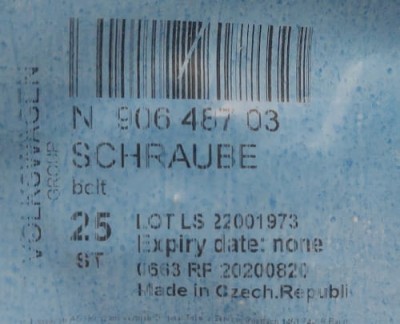 VOLKSWAGEN
GROUP
N 906 487 03
SCHRAUBE
bolt
25
ST
LOT LS 22001973
Expiry date: none
0663 RF 20200820
Made in Czech.Republic